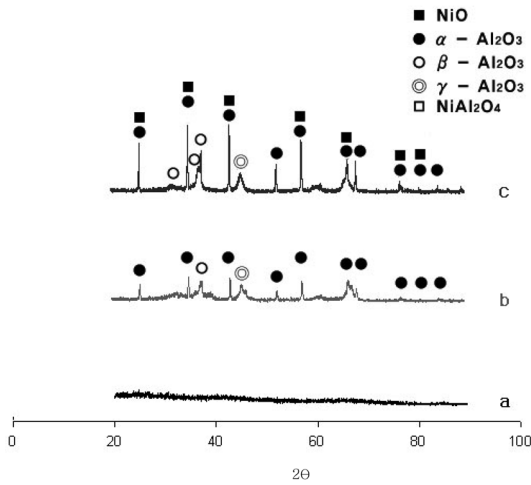 NiO
α – Al2O3
β – Al2O3
γ – Al2O3
NiAl2O4
c
b
a
0 20 40 60 80 100
2θ